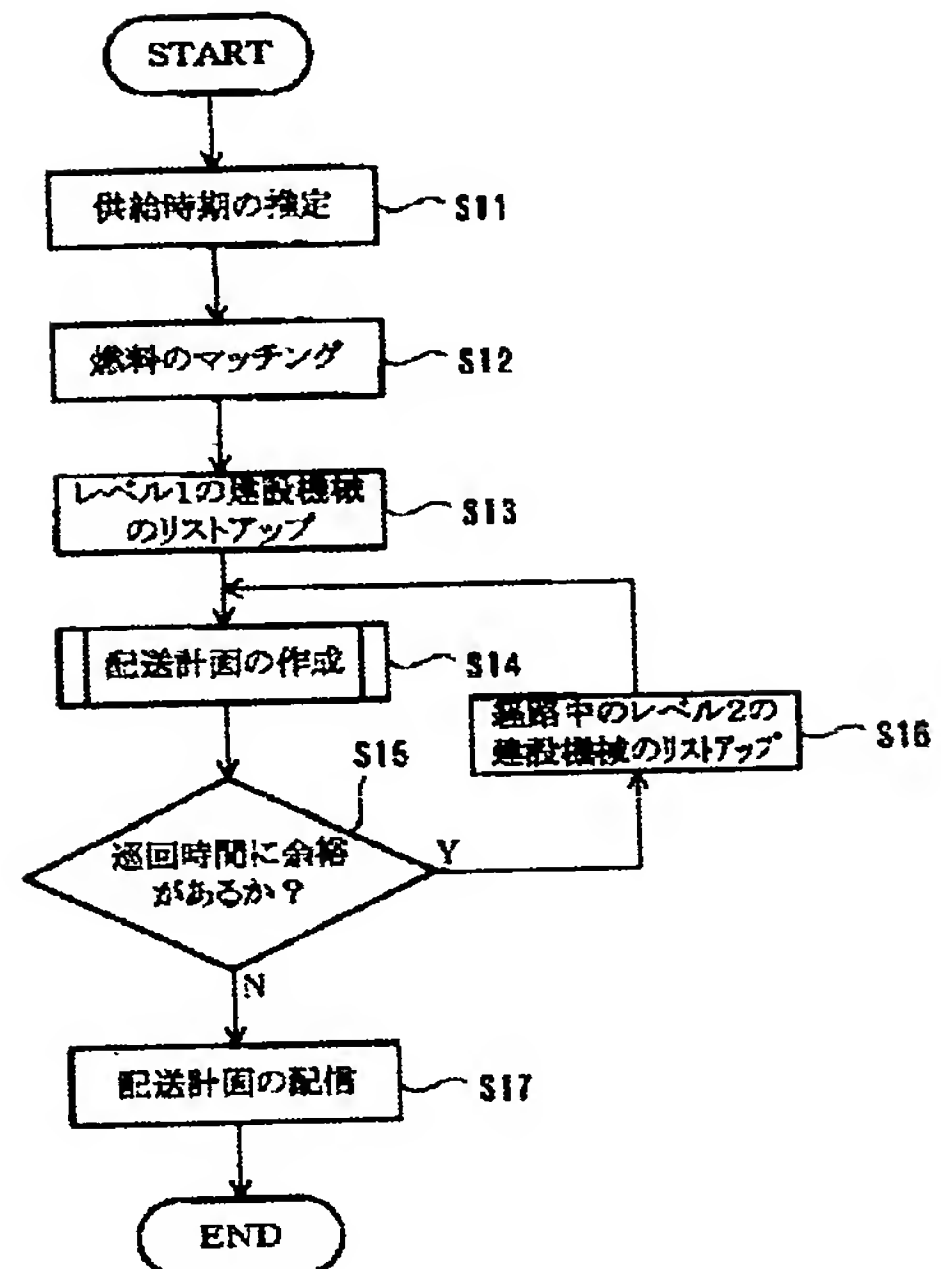 START
供給時期の推定
S11
燃料のマッチング
S12
レベル1の建設機械
のリストアップ
S13
配送計画の作成
S14
経路中のレベル2の
建設機械のリストアップ
S16
S15
巡回時間に余裕
があるか?
Y
N
配送計画の配信
S17
END